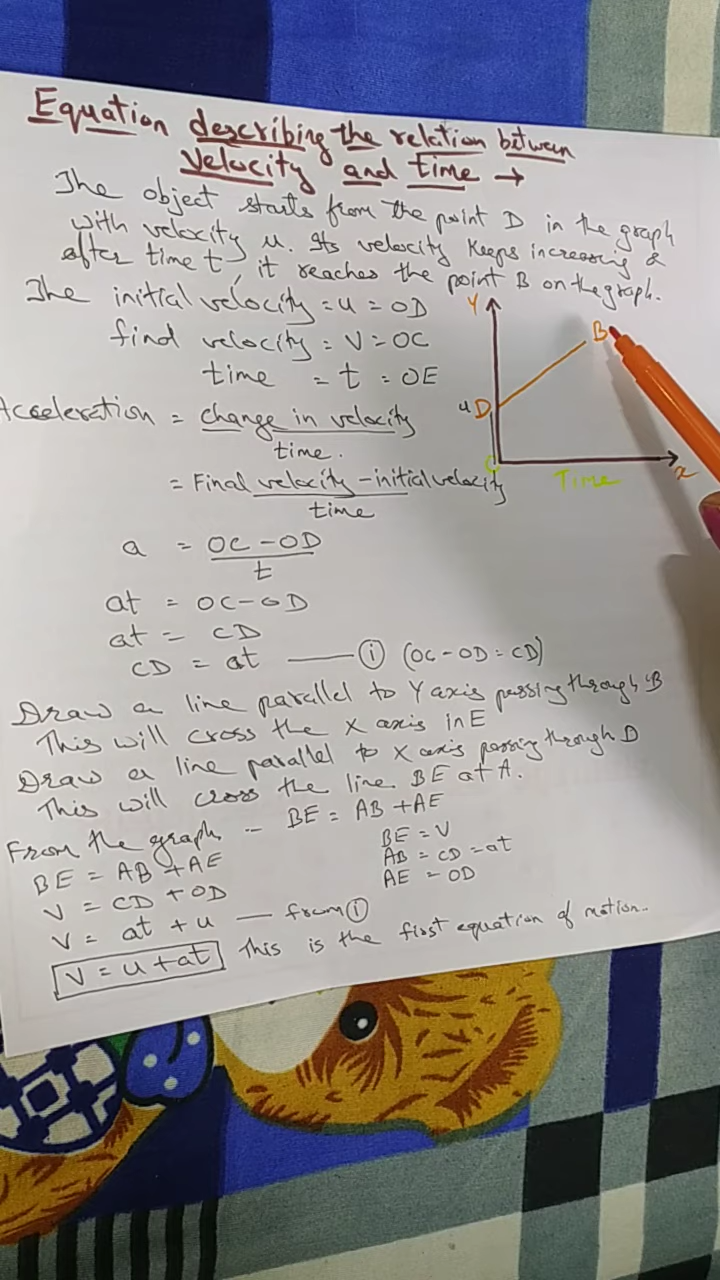 Equation describing the relation between
Velocity and time →
The object starts from the point D in the graph
with velocity u. Its velocity keeps increasing &
after time t, it reaches the point B on the graph.
The initial velocity = u = OD
find velocity = V = OC
time = t = OE
Acceleration = change in velocity
time.
= Final velocity - initial velocity
time
a = OC - OD
t
at = OC - OD
at = CD
CD = at —— ① (OC - OD = CD)
Draw a line parallel to Y axis passing through B
This will cross the X axis in E
Draw a line parallel to X axis passing through D
This will cross the line BE at A.
From the graph - BE = AB + AE
BE = AB + AE
V = CD + OD
V = at + u — from ①
V = u + at This is the first equation of motion..
BE = V
AB = CD = at
AE = OD
Y
B
u D
Time
x